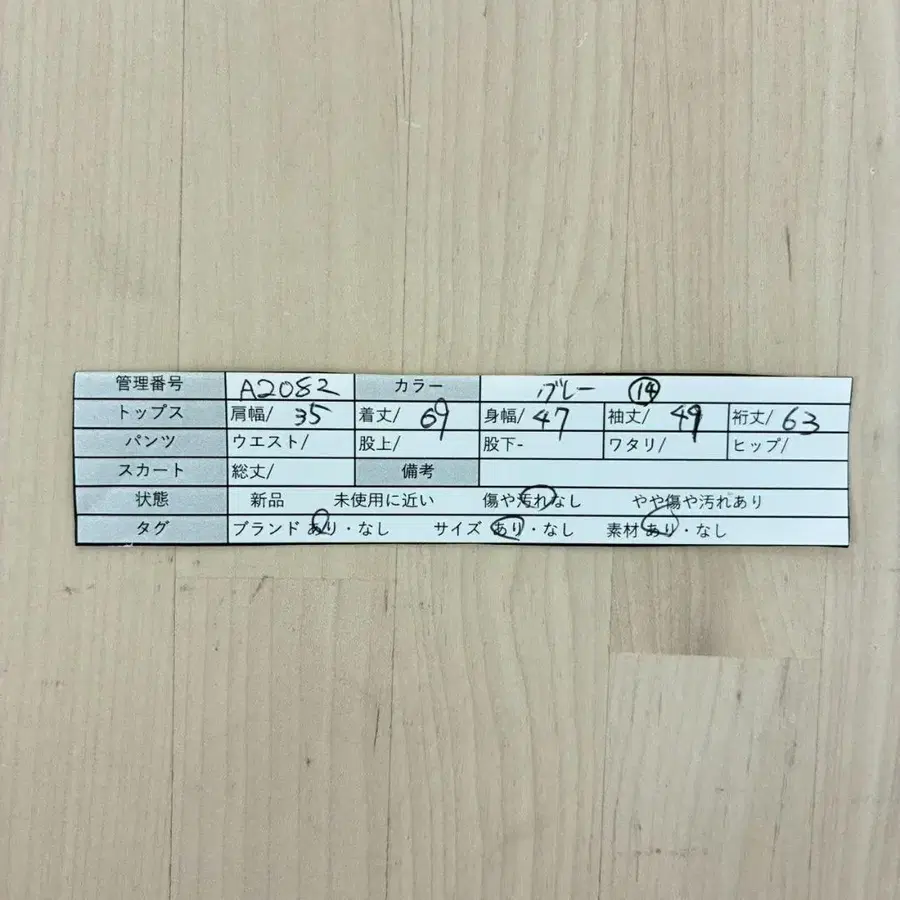 管理番号 A2082 カラー グレー ⑭
トップス 肩幅/ 35 着丈/ 69 身幅/ 47 袖丈/ 49 裄丈/ 63
パンツ ウエスト/ 股上/ 股下- ワタリ/ ヒップ/
スカート 総丈/ 備考
状態 新品 未使用に近い 傷や汚れなし やや傷や汚れあり
タグ ブランド あり・なし サイズ あり・なし 素材 あり・なし